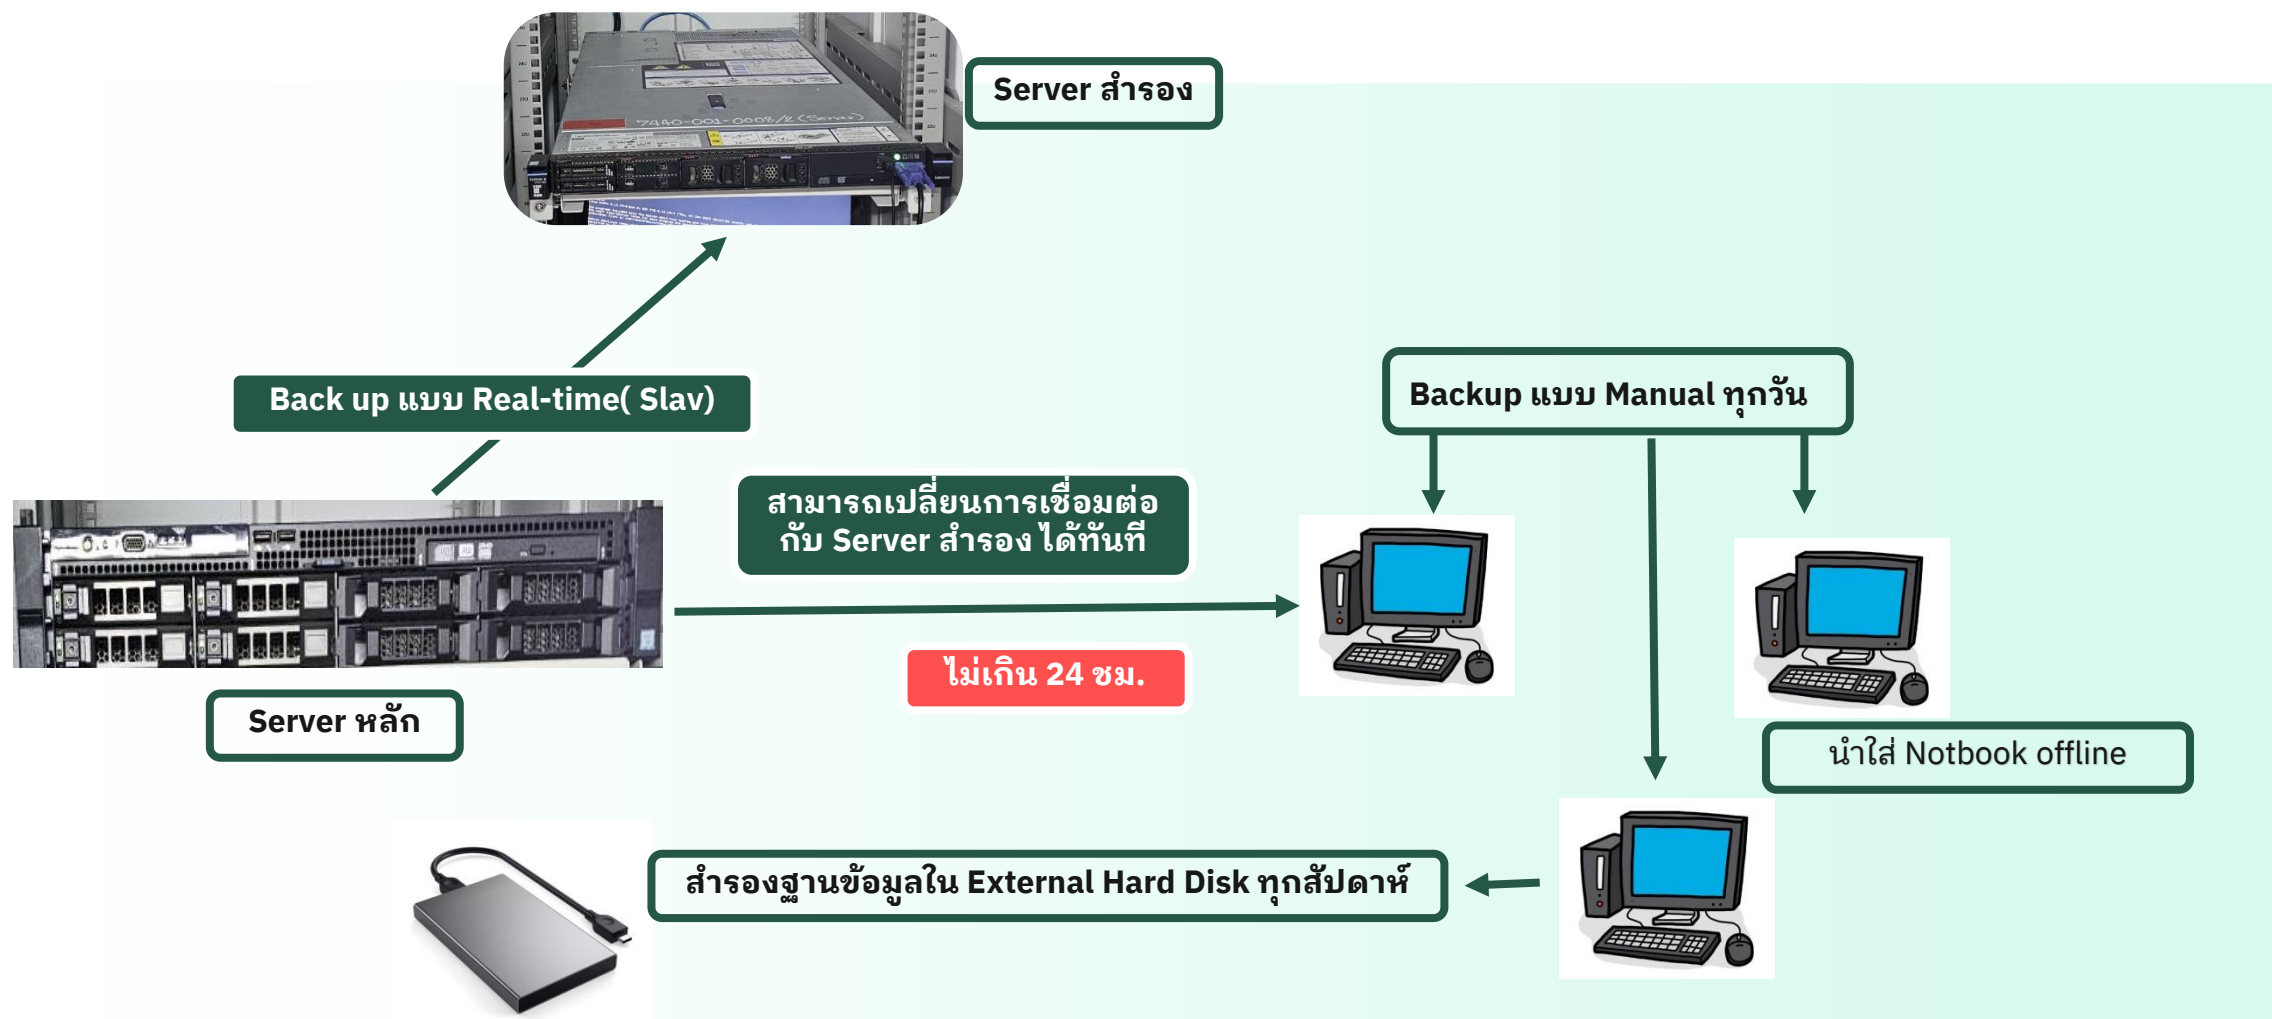 Server สำรอง
7440-001-0008/2 (Server)
Back up แบบ Real-time( Slav)
Backup แบบ Manual ทุกวัน
สามารถเปลี่ยนการเชื่อมต่อ
กับ Server สำรอง ได้ทันที
ไม่เกิน 24 ชม.
Server หลัก
นำใส่ Notbook offline
สำรองฐานข้อมูลใน External Hard Disk ทุกสัปดาห์